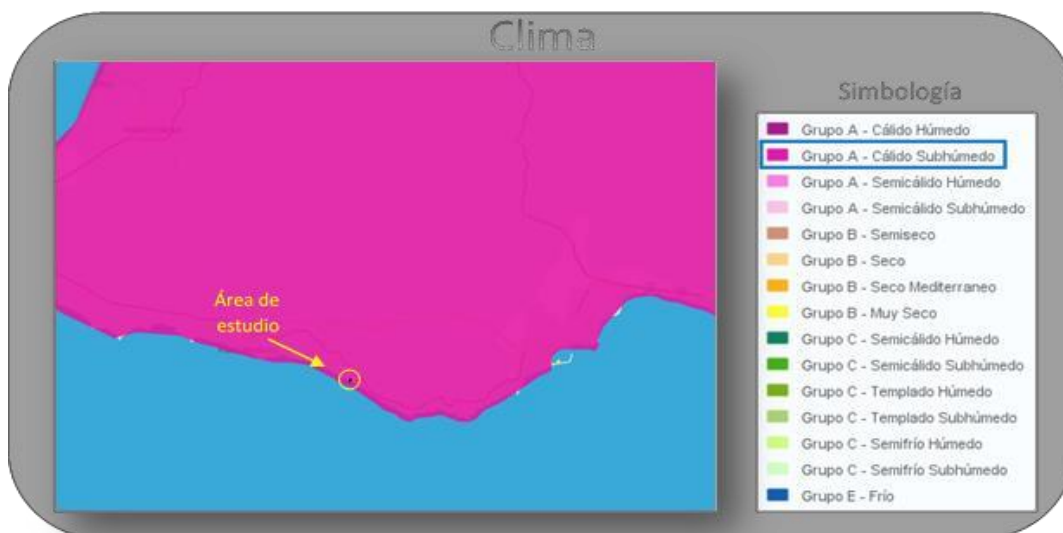 Clima
Área de
estudio
Simbología
Grupo A - Cálido Húmedo
Grupo A - Cálido Subhúmedo
Grupo A - Semicálido Húmedo
Grupo A - Semicálido Subhúmedo
Grupo B - Semiseco
Grupo B - Seco
Grupo B - Seco Mediterraneo
Grupo B - Muy Seco
Grupo C - Semicálido Húmedo
Grupo C - Semicálido Subhúmedo
Grupo C - Templado Húmedo
Grupo C - Templado Subhúmedo
Grupo C - Semifrío Húmedo
Grupo C - Semifrío Subhúmedo
Grupo E - Frío